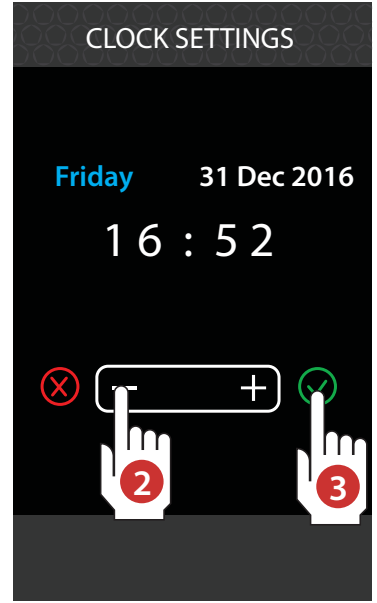 CLOCK SETTINGS
Friday 31 Dec 2016
16 : 52
- +
2 3